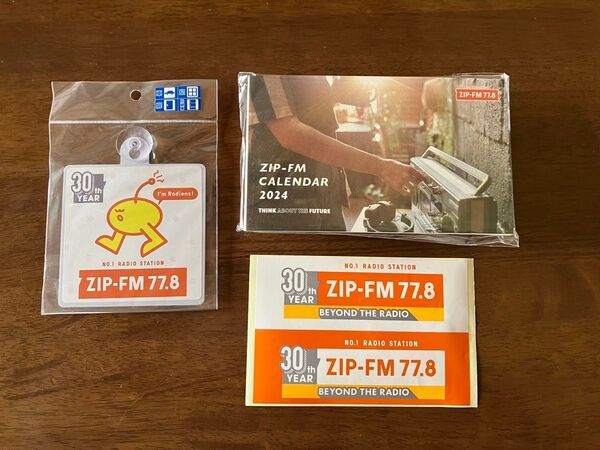 30th
YEAR
I'm Radiens!
NO.1 RADIO STATION
ZIP-FM 77.8
ZIP-FM 77.8
ZIP-FM
CALENDAR
2024
THINK ABOUT THE FUTURE
NO.1 RADIO STATION
30th
YEAR
ZIP-FM 77.8
BEYOND THE RADIO
NO.1 RADIO STATION
30th
YEAR
ZIP-FM 77.8
BEYOND THE RADIO